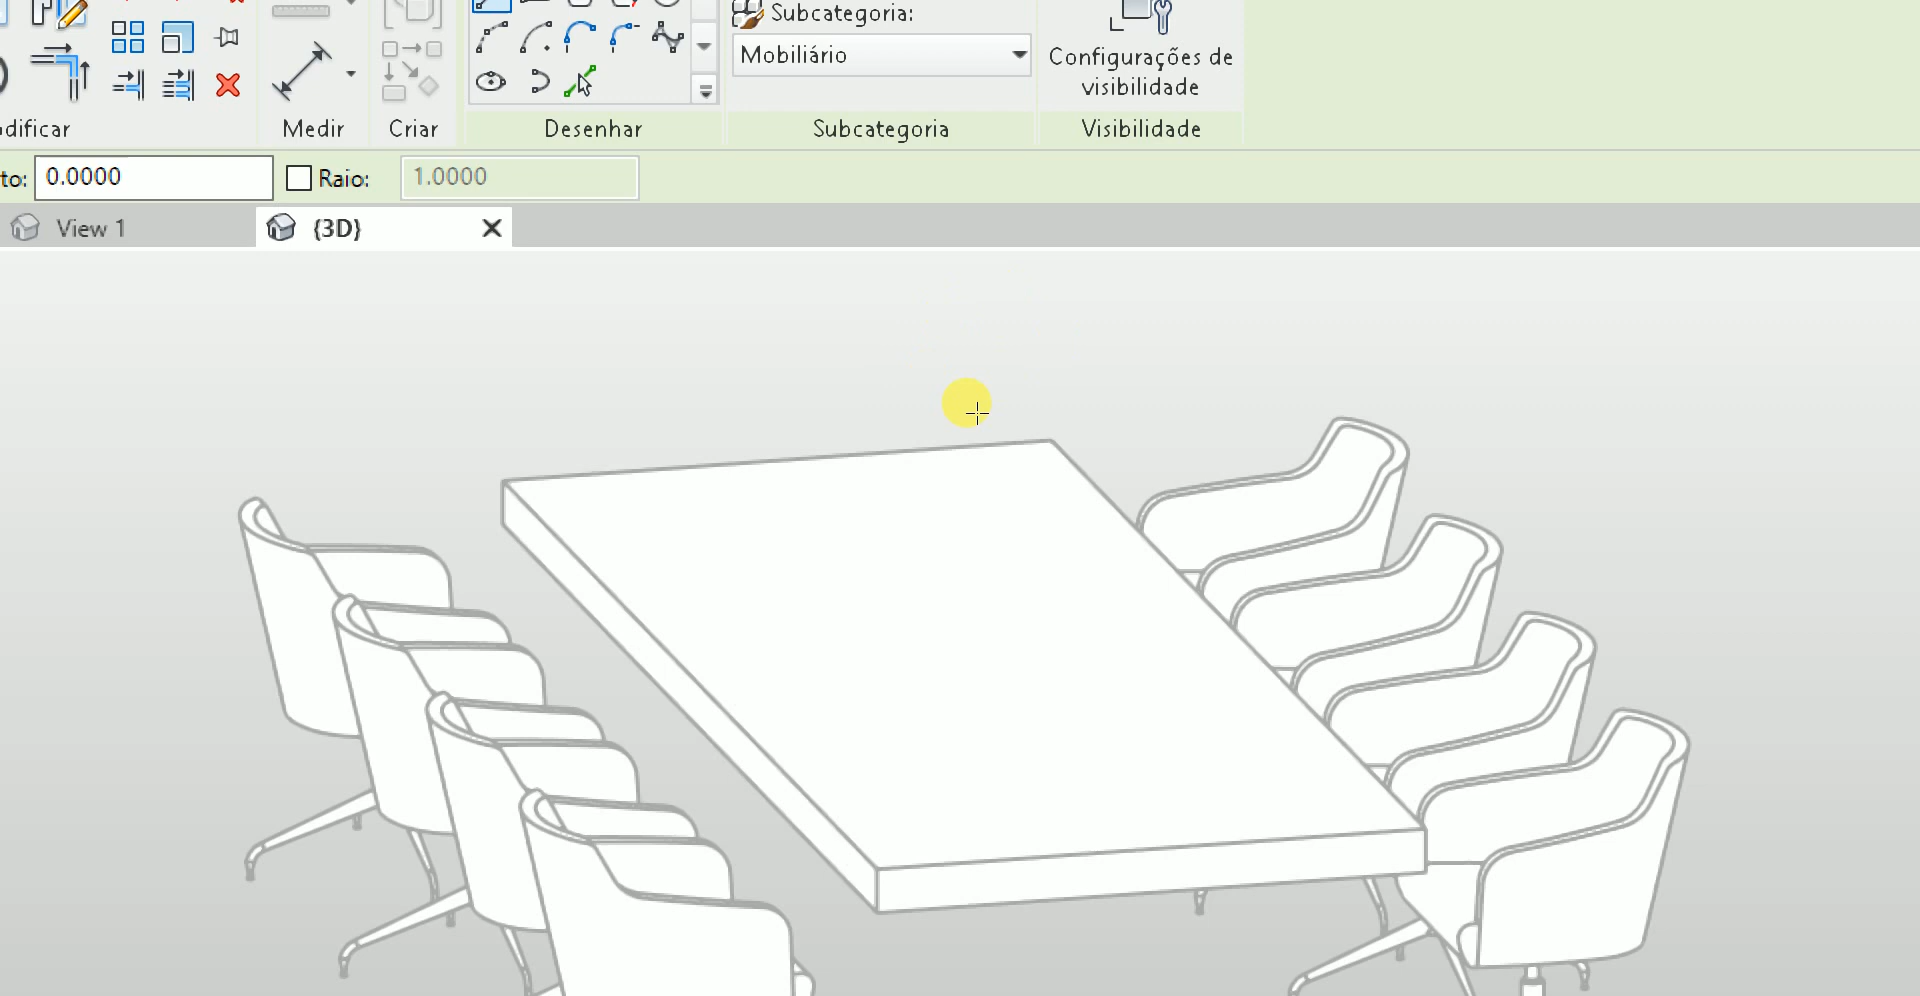 Subcategoria:
Mobiliário
Configurações de
visibilidade
dificar
Medir
Criar
Desenhar
Subcategoria
Visibilidade
to:
0.0000
Raio:
1.0000
View 1
{3D}